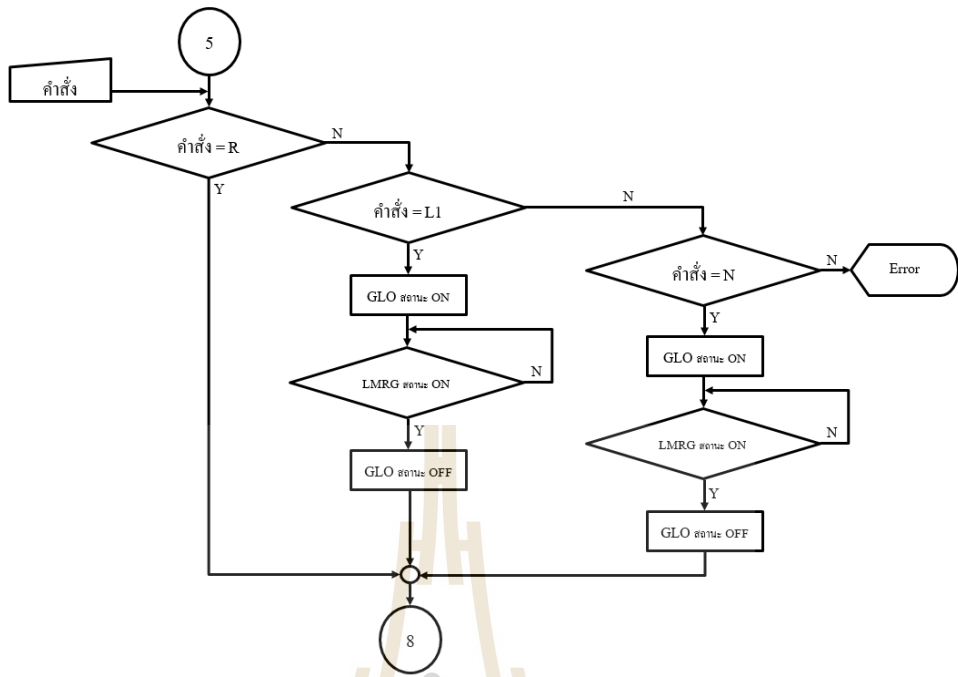 5
คำสั่ง
คำสั่ง = R
N
Y
คำสั่ง = L1
N
Y
คำสั่ง = N
N
Error
Y
GLO สถานะ ON
GLO สถานะ ON
LMRG สถานะ ON
N
Y
LMRG สถานะ ON
N
Y
GLO สถานะ OFF
GLO สถานะ OFF
8